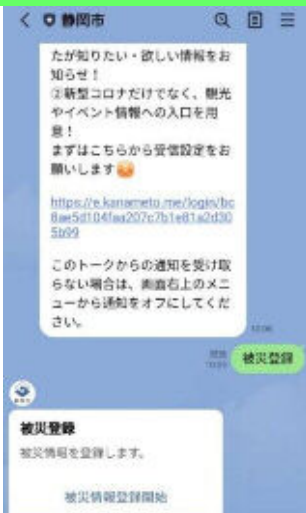 静岡市
たが知りたい・欲しい情報をお
知らせ!
②新型コロナだけでなく、観光
やイベント情報への入口を用
意!
まずはこちらから受信設定をお
願いします
このトークからの通知を受け取
らない場合は、画面右上のメニ
ューから通知をオフにしてくだ
さい。
被災登録
被災登録
被災情報を登録します。
被災情報登録開始